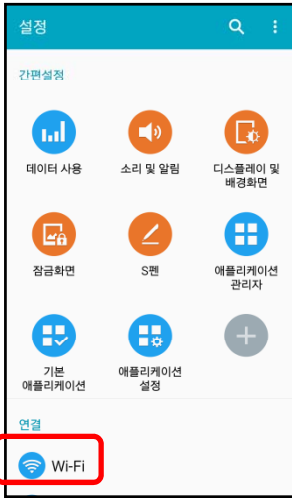 설정
간편설정
데이터 사용
소리 및 알림
디스플레이 및
배경화면
잠금화면
S펜
애플리케이션
관리자
기본
애플리케이션
애플리케이션
설정
연결
Wi-Fi